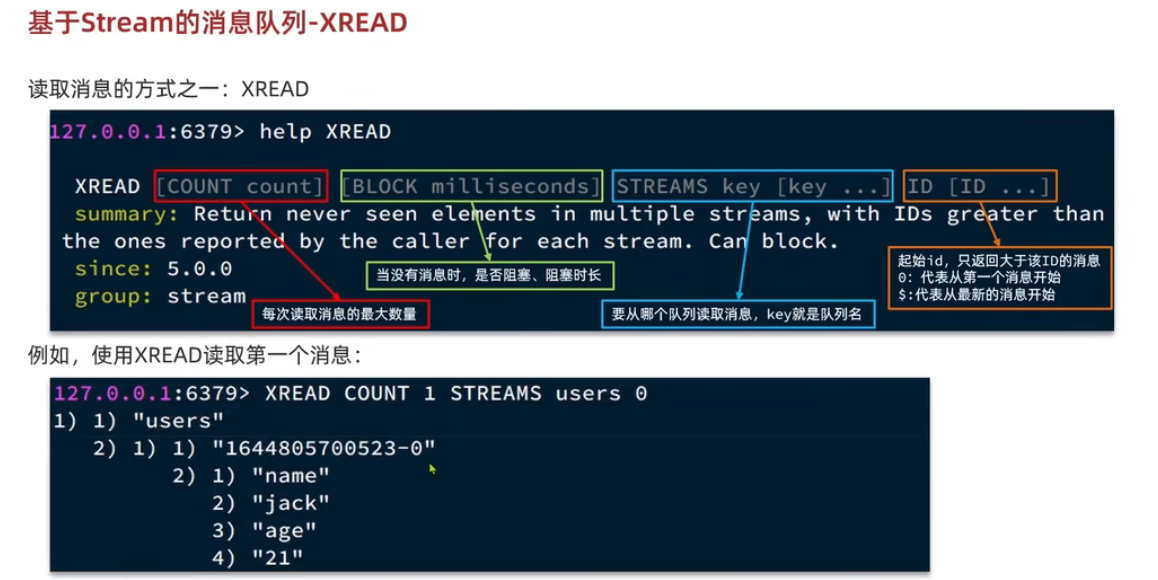 基于Stream的消息队列-XREAD
读取消息的方式之一：XREAD
127.0.0.1:6379> help XREAD
XREAD [COUNT count] [BLOCK milliseconds] STREAMS key [key ...] ID [ID ...]
summary: Return never seen elements in multiple streams, with IDs greater than
the ones reported by the caller for each stream. Can block.
since: 5.0.0
group: stream
每次读取消息的最大数量
当没有消息时，是否阻塞、阻塞时长
要从哪个队列读取消息，key就是队列名
起始id，只返回大于该ID的消息
0：代表从第一个消息开始
$:代表从最新的消息开始
例如，使用XREAD读取第一个消息：
127.0.0.1:6379> XREAD COUNT 1 STREAMS users 0
1) 1) "users"
2) 1) 1) "1644805700523-0"
2) 1) "name"
2) "jack"
3) "age"
4) "21"